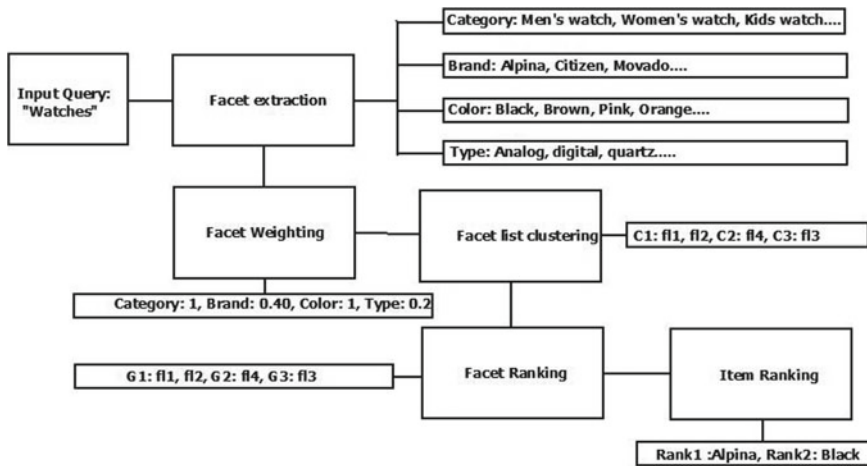 Category: Men's watch, Women's watch, Kids watch....
Input Query:
"Watches"
Facet extraction
Brand: Alpina, Citizen, Movado....
Color: Black, Brown, Pink, Orange....
Type: Analog, digital, quartz.....
Facet Weighting
Facet list clustering
C1: fl1, fl2, C2: fl4, C3: fl3
Category: 1, Brand: 0.40, Color: 1, Type: 0.2
G1: fl1, fl2, G2: fl4, G3: fl3
Facet Ranking
Item Ranking
Rank1 :Alpina, Rank2: Black